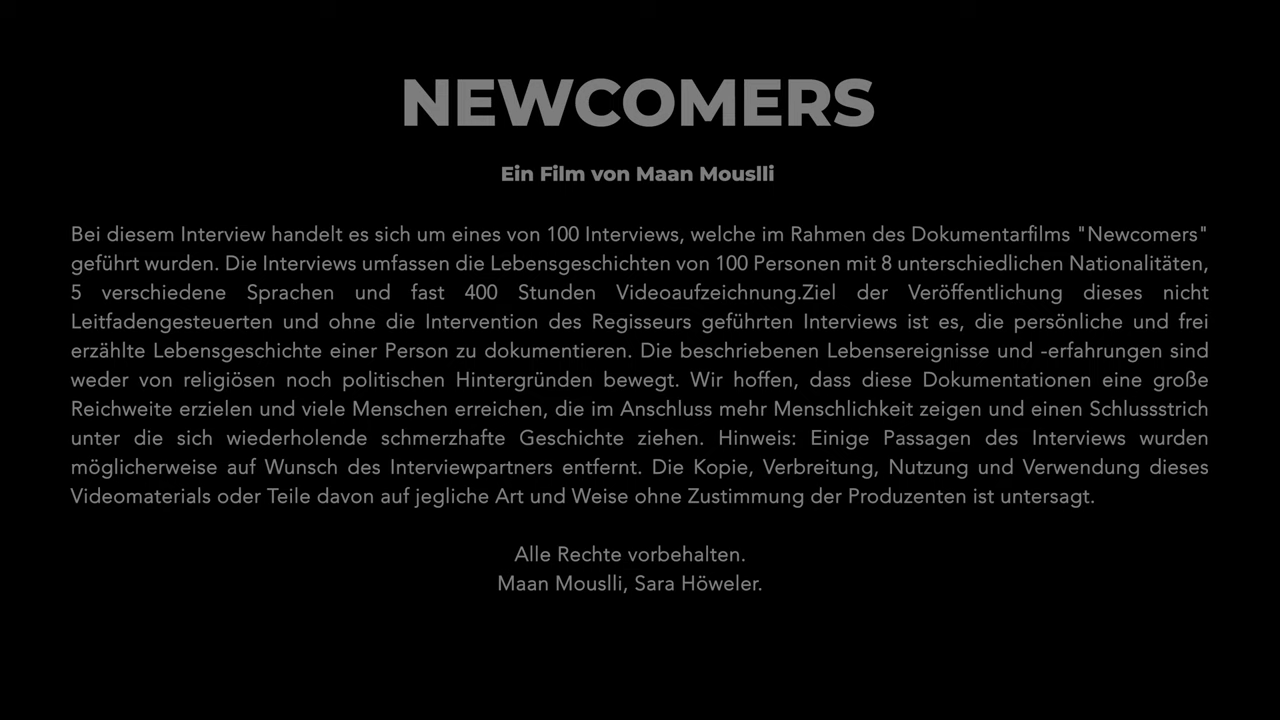 NEWCOMERS
Ein Film von Maan Mouslli
Bei diesem Interview handelt es sich um eines von 100 Interviews, welche im Rahmen des Dokumentarfilms "Newcomers"
geführt wurden. Die Interviews umfassen die Lebensgeschichten von 100 Personen mit 8 unterschiedlichen Nationalitäten,
5 verschiedene Sprachen und fast 400 Stunden Videoaufzeichnung.Ziel der Veröffentlichung dieses nicht
Leitfadengesteuerten und ohne die Intervention des Regisseurs geführten Interviews ist es, die persönliche und frei
erzählte Lebensgeschichte einer Person zu dokumentieren. Die beschriebenen Lebensereignisse und -erfahrungen sind
weder von religiösen noch politischen Hintergründen bewegt. Wir hoffen, dass diese Dokumentationen eine große
Reichweite erzielen und viele Menschen erreichen, die im Anschluss mehr Menschlichkeit zeigen und einen Schlussstrich
unter die sich wiederholende schmerzhafte Geschichte ziehen. Hinweis: Einige Passagen des Interviews wurden
möglicherweise auf Wunsch des Interviewpartners entfernt. Die Kopie, Verbreitung, Nutzung und Verwendung dieses
Videomaterials oder Teile davon auf jegliche Art und Weise ohne Zustimmung der Produzenten ist untersagt.
Alle Rechte vorbehalten.
Maan Mouslli, Sara Höweler.